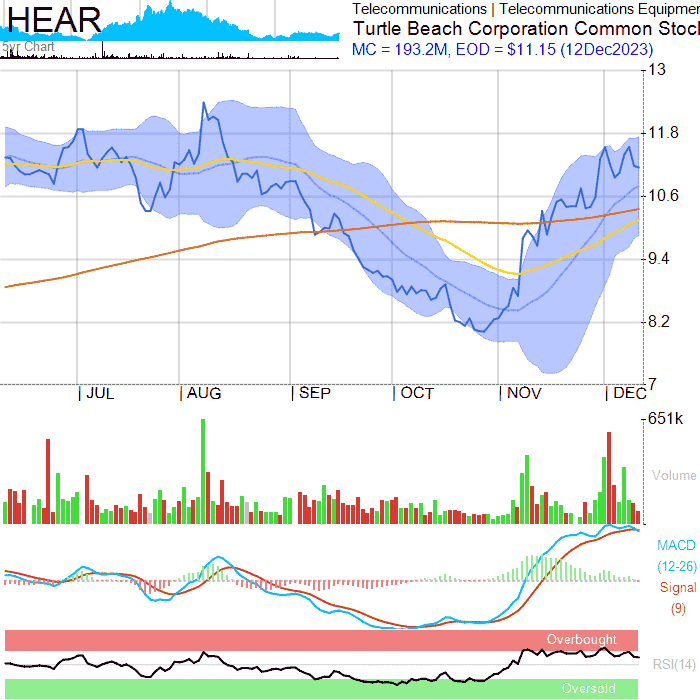 HEAR
5yr Chart
Telecommunications | Telecommunications Equipmen
Turtle Beach Corporation Common Stoc
MC = 193.2M, EOD = $11.15 (12Dec2023)
13
11.8
10.6
9.4
8.2
7
JUL
AUG
SEP
OCT
NOV
DEC
651k
Volume
MACD
(12-26)
Signal
(9)
Overbought
RSI(14)
Oversold